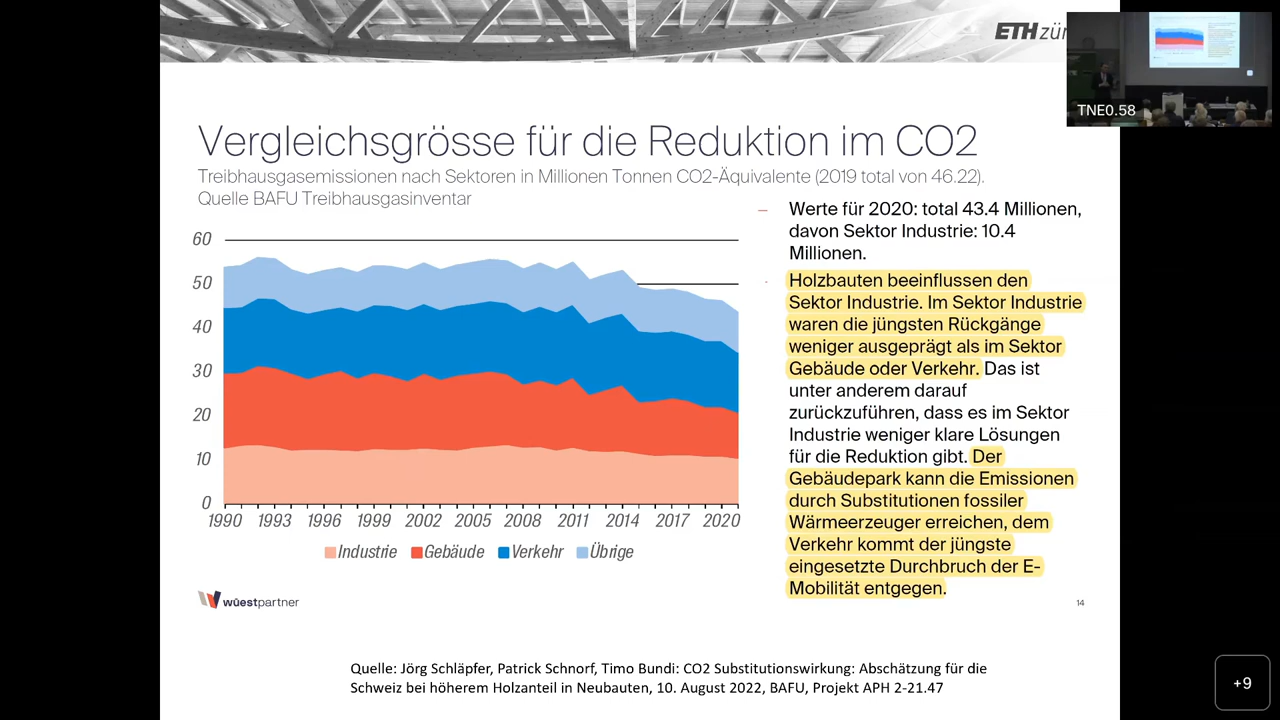 ETH zür
TNE0.58
Vergleichsgrösse für die Reduktion im CO2
Treibhausgasemissionen nach Sektoren in Millionen Tonnen CO2-Äquivalente (2019 total von 46.22).
Quelle BAFU Treibhausgasinventar
60
50
40
30
20
10
0
1990 1993 1996 1999 2002 2005 2008 2011 2014 2017 2020
Industrie Gebäude Verkehr Übrige
– Werte für 2020: total 43.4 Millionen,
davon Sektor Industrie: 10.4
Millionen.
Holzbauten beeinflussen den
Sektor Industrie. Im Sektor Industrie
waren die jüngsten Rückgänge
weniger ausgeprägt als im Sektor
Gebäude oder Verkehr. Das ist
unter anderem darauf
zurückzuführen, dass es im Sektor
Industrie weniger klare Lösungen
für die Reduktion gibt. Der
Gebäudepark kann die Emissionen
durch Substitutionen fossiler
Wärmeerzeuger erreichen, dem
Verkehr kommt der jüngste
eingesetzte Durchbruch der E-
Mobilität entgegen.
wüestpartner
14
Quelle: Jörg Schläpfer, Patrick Schnorf, Timo Bundi: CO2 Substitutionswirkung: Abschätzung für die
Schweiz bei höherem Holzanteil in Neubauten, 10. August 2022, BAFU, Projekt APH 2-21.47
+9